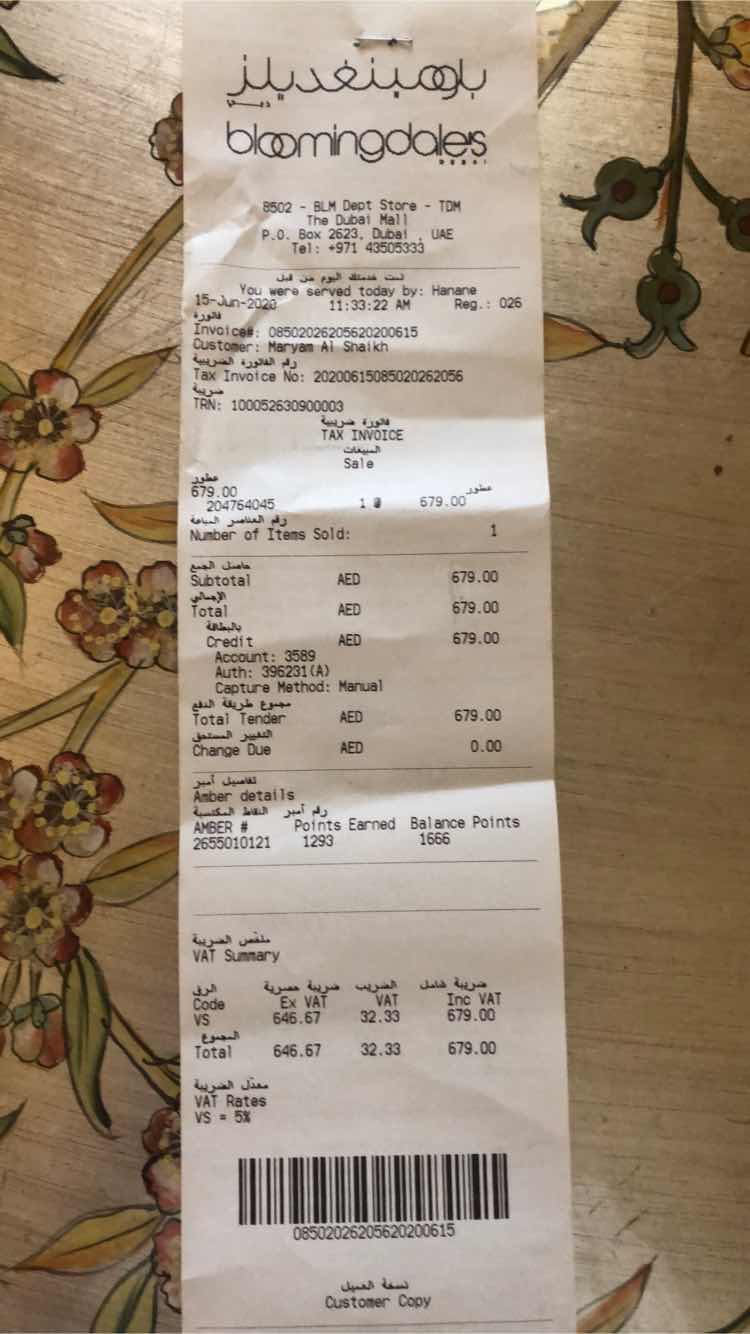 بلومينغديلز
دبي
bloomingdale's
DUBAI
8502 - BLM Dept Store - TDM
The Dubai Mall
P.O. Box 2623, Dubai , UAE
Tel: +971 43505333
تمت خدمتك اليوم من قبل
You were served today by: Hanane
15-Jun-2020 11:33:22 AM Reg.: 026
فاتورة
Invoice#: 08502026205620200615
Customer: Maryam Al Shaikh
رقم الفاتورة الضريبية
Tax Invoice No: 20200615085020262056
ضريبة
TRN: 100052630900003
فاتورة ضريبية
TAX INVOICE
المبيعات
Sale
عطور عطور
679.00
204764045 1 @ 679.00
رقم العناصر المباعة
Number of Items Sold: 1
حاصل الجمع
Subtotal AED 679.00
الإجمالي
Total AED 679.00
بالبطاقة
Credit AED 679.00
Account: 3589
Auth: 396231(A)
Capture Method: Manual
مجموع طريقة الدفع
Total Tender AED 679.00
التغيير المستحق
Change Due AED 0.00
تفاصيل أمبر
Amber details
رقم أمبر النقاط المكتسبة
AMBER # Points Earned Balance Points
2655010121 1293 1666
ملخص الضريبة
VAT Summary
الرق ضريبة حصرية الضريب ضريبة شامل
Code Ex VAT VAT Inc VAT
VS 646.67 32.33 679.00
المجموع
Total 646.67 32.33 679.00
معدّل الضريبة
VAT Rates
VS = 5%
08502026205620200615
نسخة العميل
Customer Copy